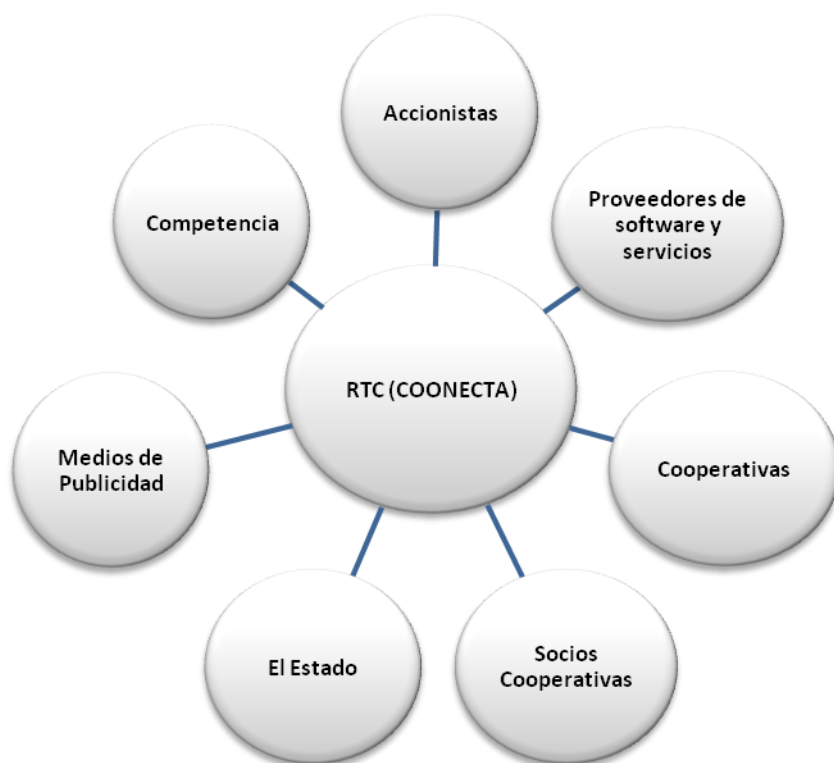 Accionistas
Proveedores de
software y
servicios
Competencia
RTC (COONECTA)
Medios de
Publicidad
Cooperativas
El Estado
Socios
Cooperativas